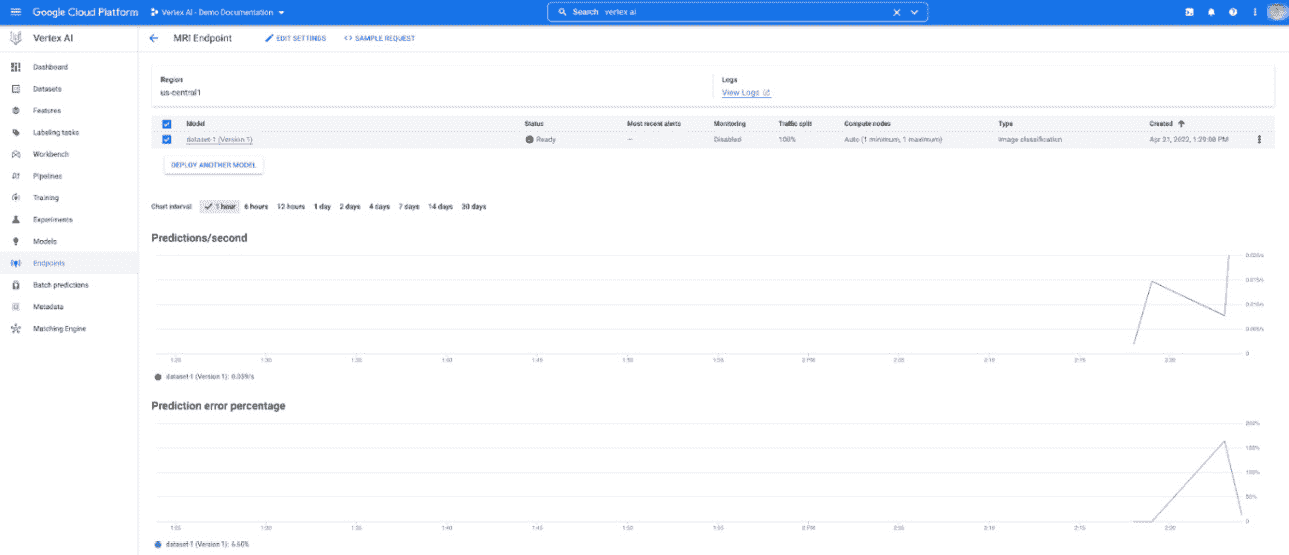 Google Cloud Platform Vertex AI - Demo Documentation Search vertex ai
Vertex AI MRI Endpoint EDIT SETTINGS SAMPLE REQUEST
Dashboard
Datasets
Features
Labeling tasks
Workbench
Pipelines
Training
Experiments
Models
Endpoints
Batch predictions
Metadata
Matching Engine
Region Logs
us-central1 View Logs
Model Status Most recent alerts Monitoring Traffic split Compute nodes Type Created
dataset-1 (Version 1) Ready — Disabled 100% Auto (1 minimum, 1 maximum) Image classification Apr 21, 2022, 1:29:08 PM
DEPLOY ANOTHER MODEL
Chart interval: 1 hour 6 hours 12 hours 1 day 2 days 4 days 7 days 14 days 30 days
Predictions/second
0.02/s
0.015/s
0.010/s
0.005/s
0
1:30 1:35 1:40 1:45 1:50 1:55 2 PM 2:05 2:10 2:15 2:20
dataset-1 (Version 1): 0.059/s
Prediction error percentage
200%
150%
100%
50%
0
1:30 1:35 1:40 1:45 1:50 1:55 2 PM 2:05 2:10 2:15 2:20
dataset-1 (Version 1): 6.60%